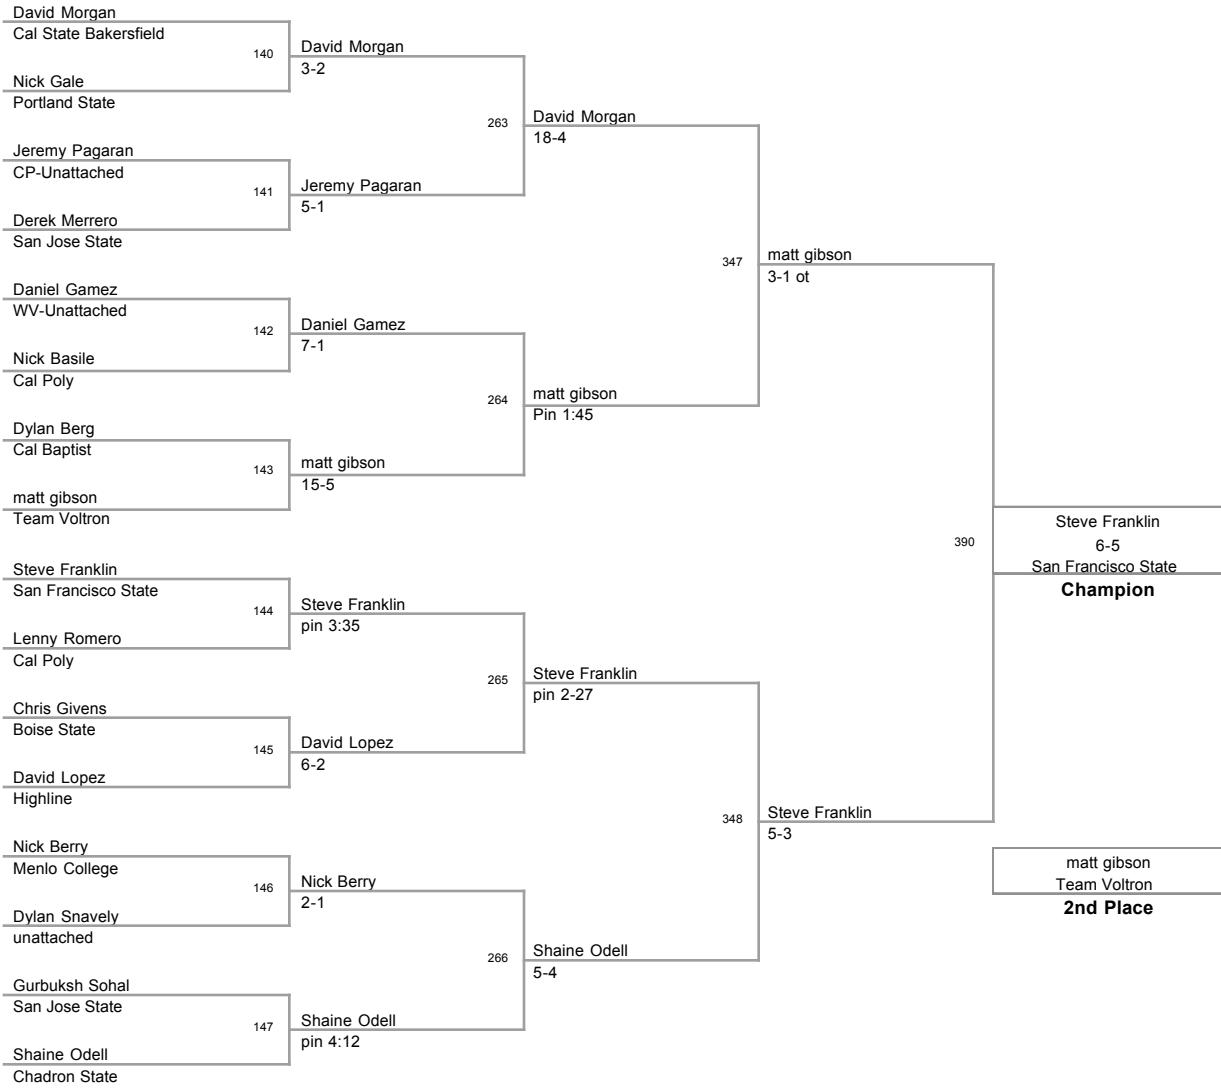 David Morgan
Cal State Bakersfield
140
David Morgan
3-2
Nick Gale
Portland State
263
David Morgan
18-4
Jeremy Pagaran
CP-Unattached
141
Jeremy Pagaran
5-1
Derek Merrero
San Jose State
347
matt gibson
3-1 ot
Daniel Gamez
WV-Unattached
142
Daniel Gamez
7-1
Nick Basile
Cal Poly
264
matt gibson
Pin 1:45
Dylan Berg
Cal Baptist
143
matt gibson
15-5
matt gibson
Team Voltron
390
Steve Franklin
6-5
San Francisco State
Champion
Steve Franklin
San Francisco State
144
Steve Franklin
pin 3:35
Lenny Romero
Cal Poly
265
Steve Franklin
pin 2-27
Chris Givens
Boise State
145
David Lopez
6-2
David Lopez
Highline
348
Steve Franklin
5-3
Nick Berry
Menlo College
146
Nick Berry
2-1
Dylan Snavely
unattached
266
Shaine Odell
5-4
Gurbuksh Sohal
San Jose State
147
Shaine Odell
pin 4:12
Shaine Odell
Chadron State
matt gibson
Team Voltron
2nd Place